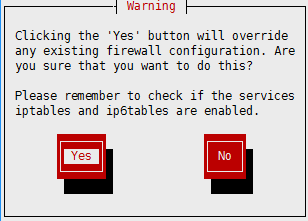 Warning
Clicking the 'Yes' button will override
any existing firewall configuration. Are
you sure that you want to do this?
Please remember to check if the services
iptables and ip6tables are enabled.
Yes No